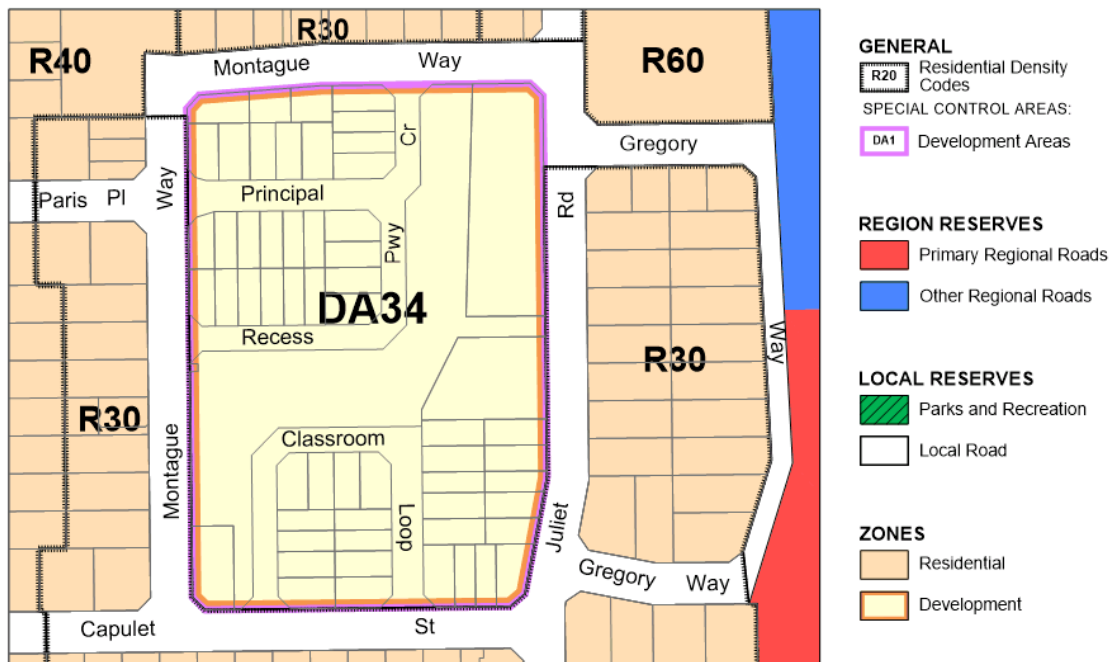 R30
R40
Montague
Way
R60
Gregory
Cr
Principal
Paris
Pl
Way
Rd
Pwy
DA34
Recess
Way
R30
R30
Classroom
Montague
Loop
Juliet
Gregory
Way
Capulet
St
GENERAL
R20
Residential Density
Codes
SPECIAL CONTROL AREAS:
DA1
Development Areas
REGION RESERVES
Primary Regional Roads
Other Regional Roads
LOCAL RESERVES
Parks and Recreation
Local Road
ZONES
Residential
Development